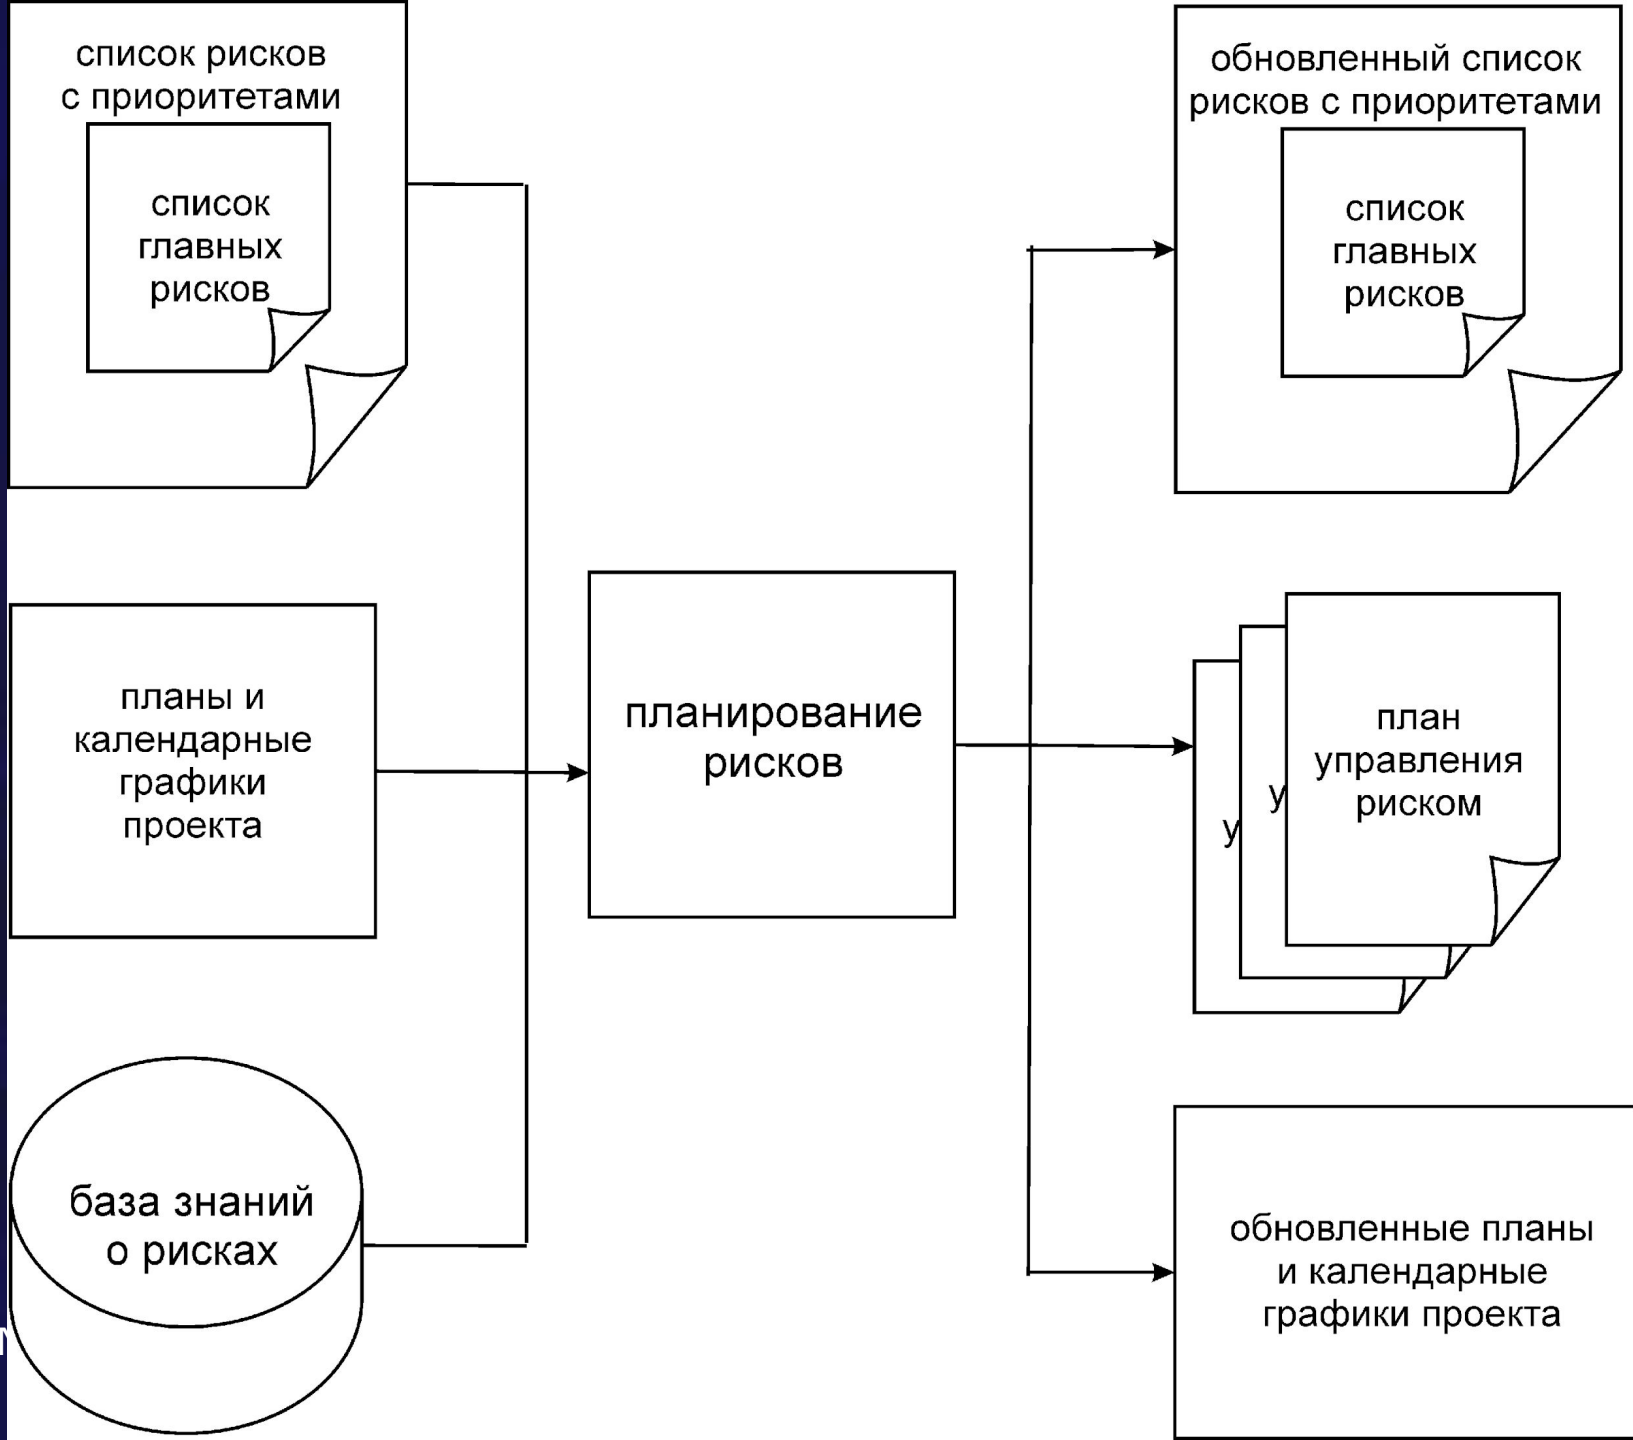 список рисков
с приоритетами
список
главных
рисков
планы и
календарные
графики
проекта
база знаний
о рисках
планирование
рисков
обновленный список
рисков с приоритетами
список
главных
рисков
план
управления
риском
у
у
обновленные планы
и календарные
графики проекта